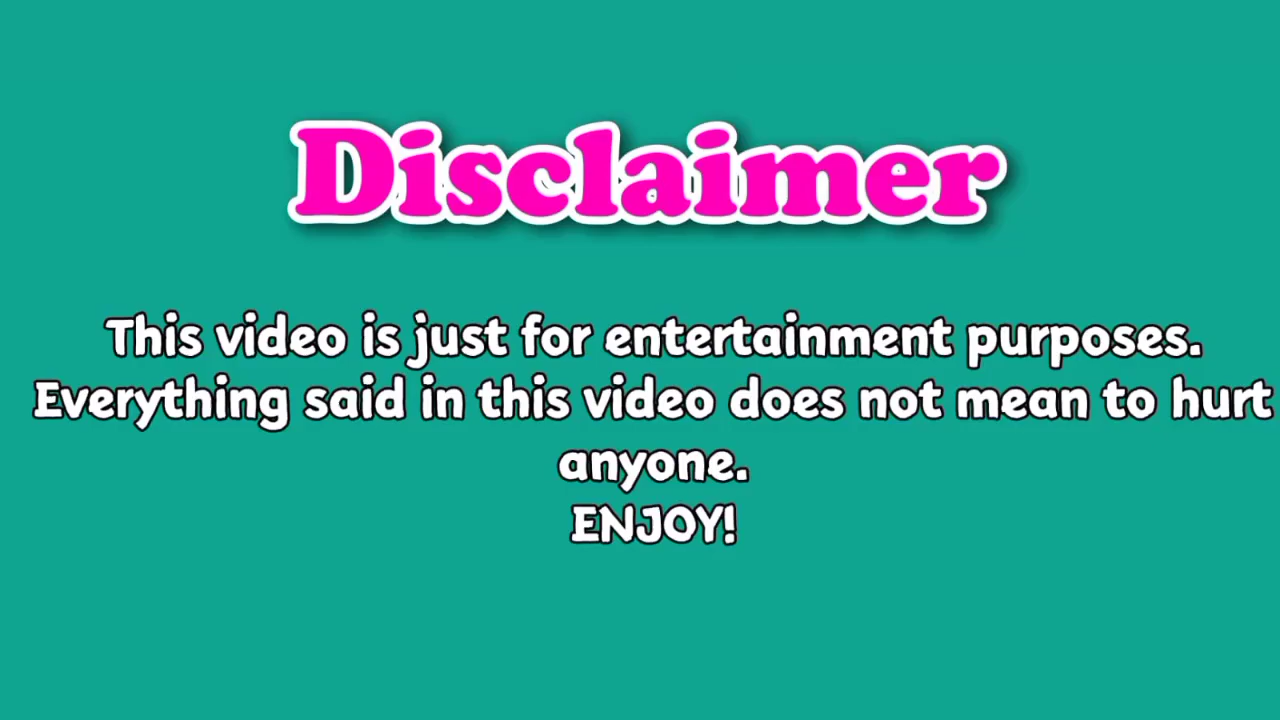 Disclaimer
This video is just for entertainment purposes.
Everything said in this video does not mean to hurt
anyone.
ENJOY!